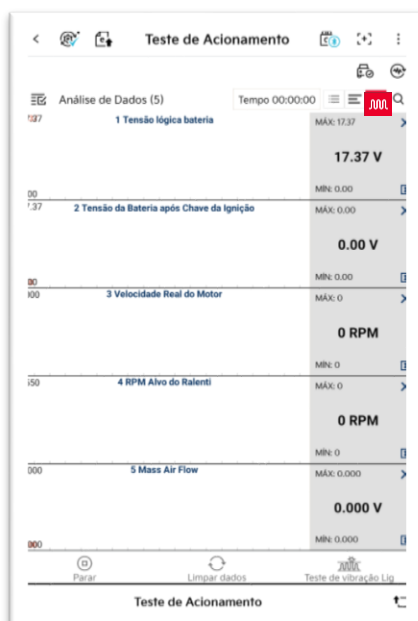 Teste de Acionamento
Análise de Dados (5)
Tempo 00:00:00
1 Tensão lógica bateria
MÁX: 17.37
17.37 V
MÍN: 0.00
2 Tensão da Bateria após Chave da Ignição
MÁX: 0.00
0.00 V
MÍN: 0.00
3 Velocidade Real do Motor
MÁX: 0
0 RPM
MÍN: 0
4 RPM Alvo do Ralenti
MÁX: 0
0 RPM
MÍN: 0
5 Mass Air Flow
MÁX: 0.000
0.000 V
MÍN: 0.000
Parar
Limpar dados
Teste de vibração Lig
Teste de Acionamento